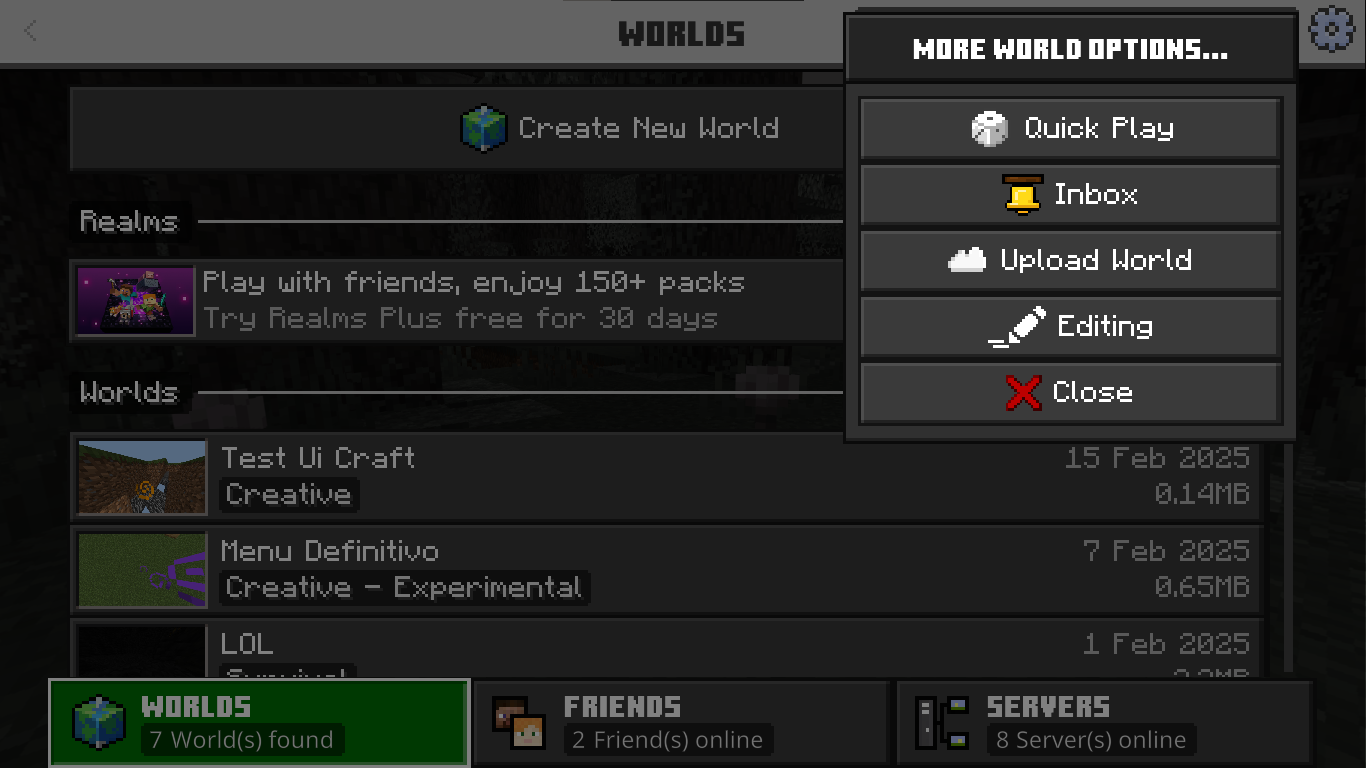 WORLDS
MORE WORLD OPTIONS...
Create New World
Quick Play
Inbox
Upload World
Editing
Close
Realms
Play with friends, enjoy 150+ packs
Try Realms Plus free for 30 days
Worlds
Test Ui Craft
15 Feb 2025
Creative
0.14MB
Menu Definitivo
7 Feb 2025
Creative - Experimental
0.65MB
LOL
1 Feb 2025
Survival
WORLDS
7 World(s) found
FRIENDS
2 Friend(s) online
SERVERS
8 Server(s) online